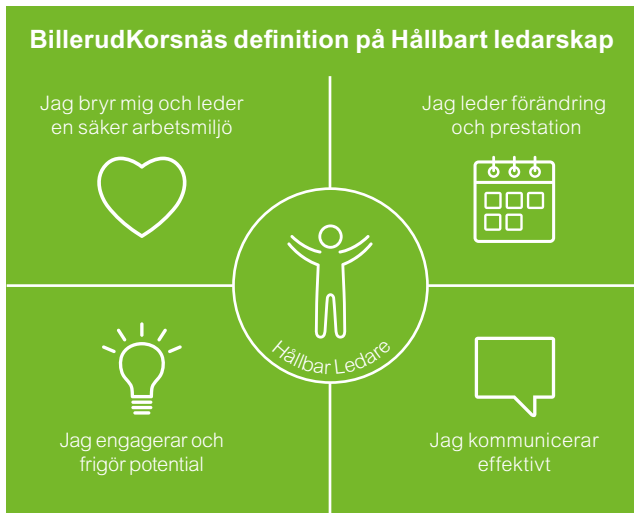 BillerudKorsnäs definition på Hållbart ledarskap
Jag bryr mig och leder
en säker arbetsmiljö
Jag leder förändring
och prestation
Hållbar Ledare
Jag engagerar och
frigör potential
Jag kommunicerar
effektivt